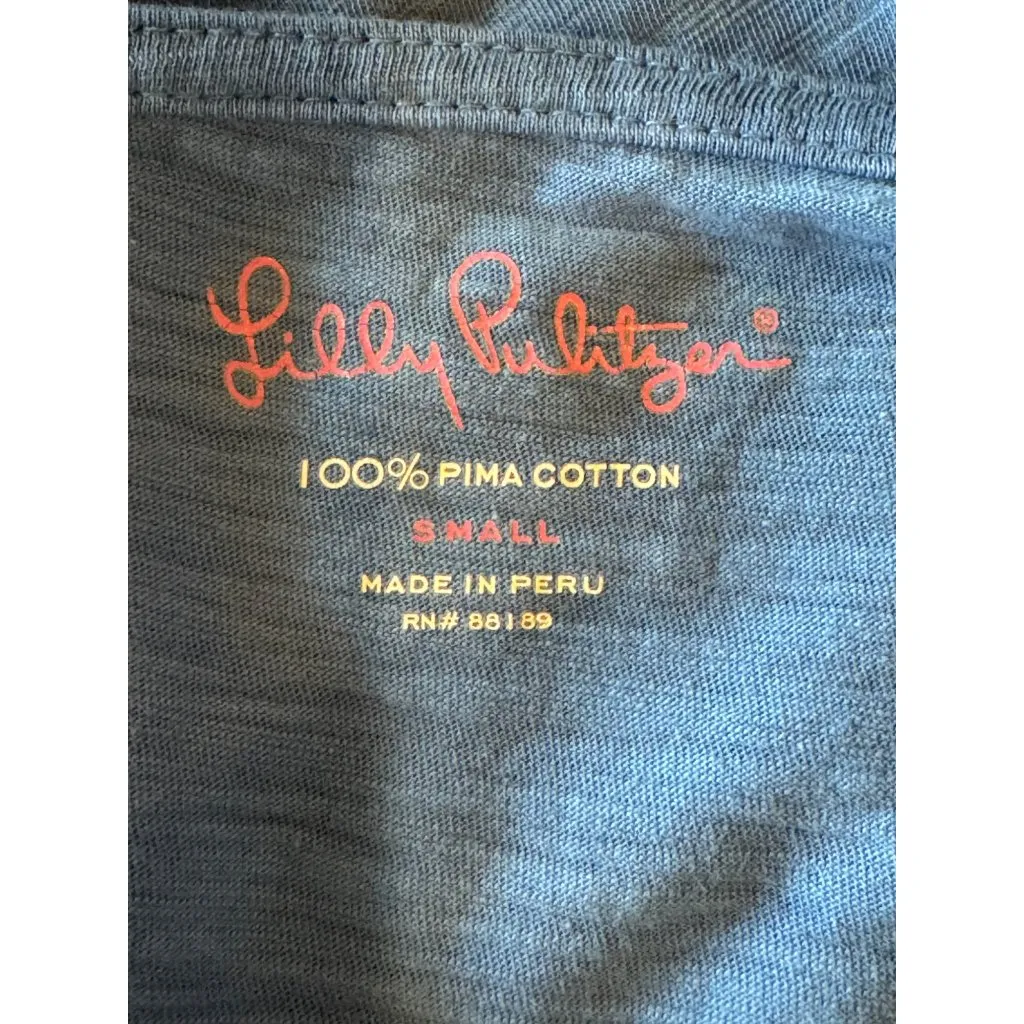 Lilly Pulitzer®
100% PIMA COTTON
SMALL
MADE IN PERU
RN# 88189